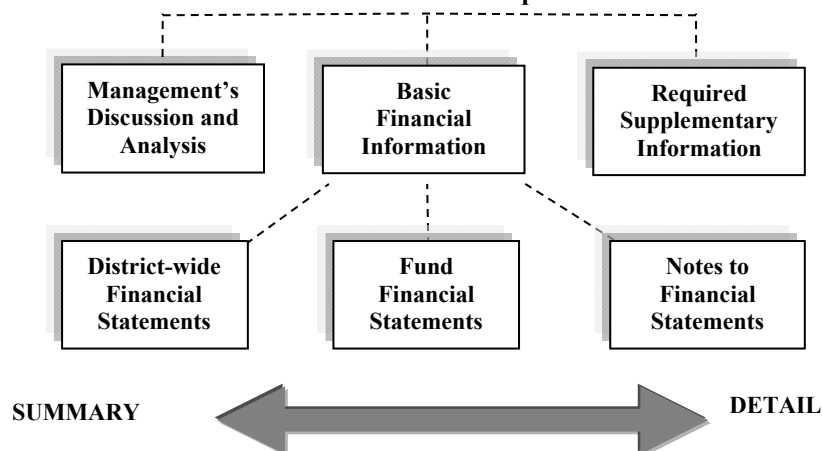 Management's
Discussion and
Analysis
Basic
Financial
Information
Required
Supplementary
Information
District-wide
Financial
Statements
Fund
Financial
Statements
Notes to
Financial
Statements
SUMMARY
DETAIL